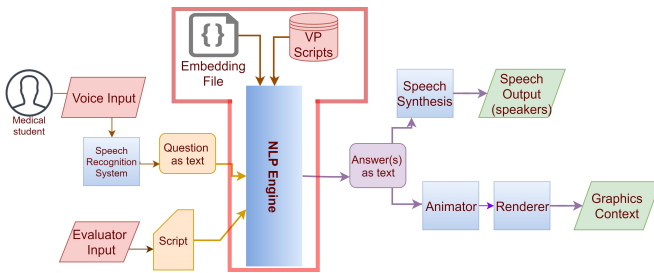 { }
Embedding
File
VP
Scripts
Medical
student
Voice Input
Speech
Recognition
System
Question
as text
Evaluator
Input
Script
NLP Engine
Answer(s)
as text
Speech
Synthesis
Speech
Output
(speakers)
Animator
Renderer
Graphics
Context